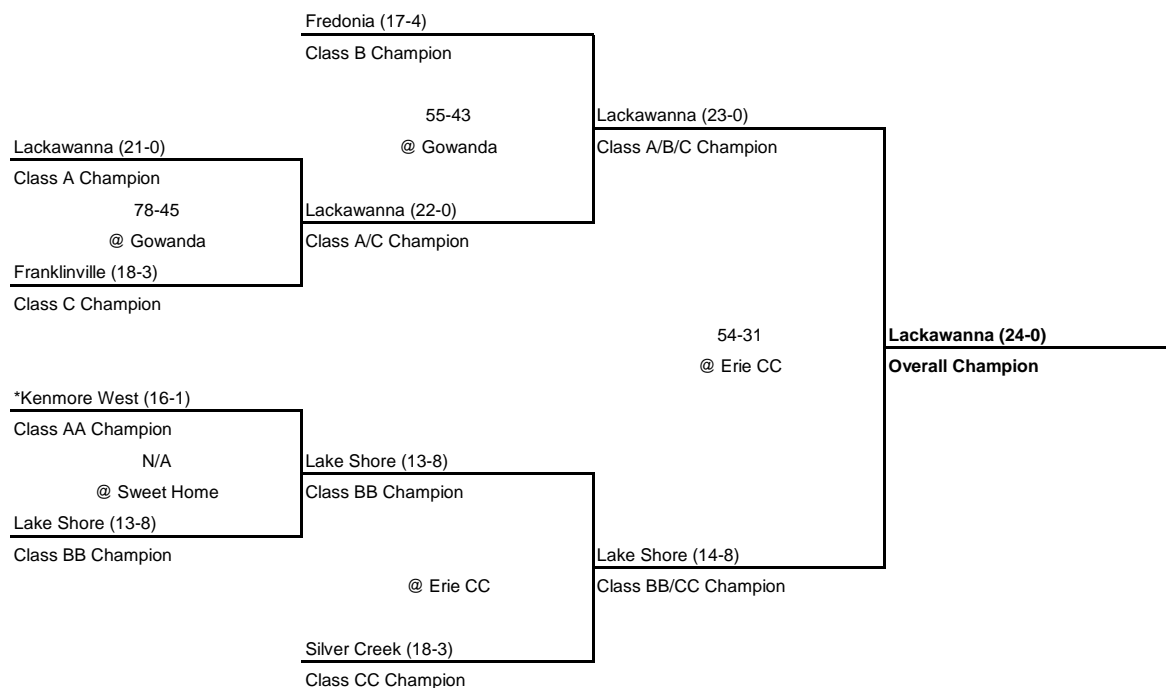 Fredonia (17-4)
Class B Champion
55-43
@ Gowanda
Lackawanna (23-0)
Class A/B/C Champion
Lackawanna (21-0)
Class A Champion
78-45
@ Gowanda
Lackawanna (22-0)
Class A/C Champion
Franklinville (18-3)
Class C Champion
54-31
@ Erie CC
Lackawanna (24-0)
Overall Champion
*Kenmore West (16-1)
Class AA Champion
N/A
@ Sweet Home
Lake Shore (13-8)
Class BB Champion
Lake Shore (13-8)
Class BB Champion
@ Erie CC
Lake Shore (14-8)
Class BB/CC Champion
Silver Creek (18-3)
Class CC Champion